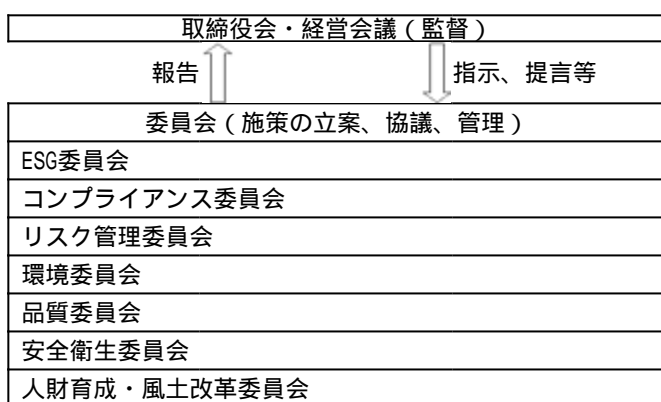 取締役会・経営会議（監督）
報告 指示、提言等
委員会（施策の立案、協議、管理）
ESG委員会
コンプライアンス委員会
リスク管理委員会
環境委員会
品質委員会
安全衛生委員会
人財育成・風土改革委員会